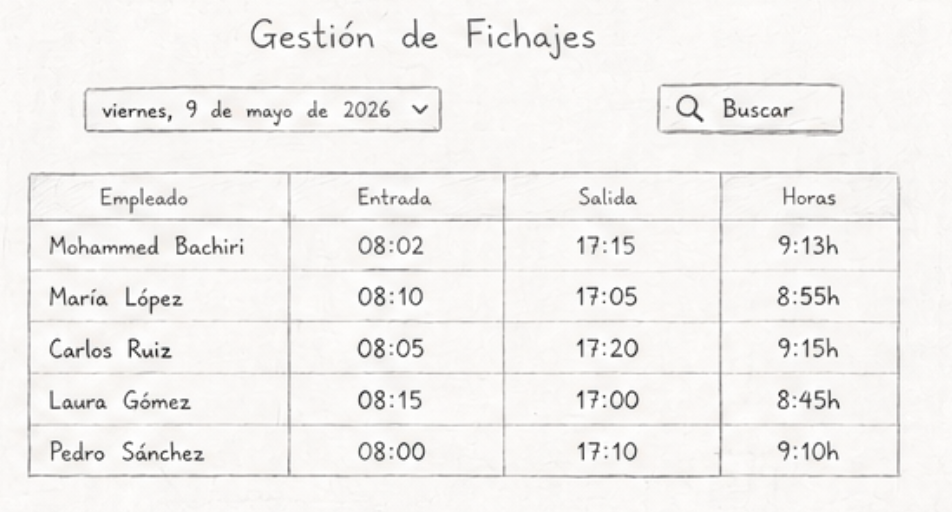 Gestión de Fichajes
viernes, 9 de mayo de 2026
Buscar
Empleado Entrada Salida Horas
Mohammed Bachiri 08:02 17:15 9:13h
María López 08:10 17:05 8:55h
Carlos Ruiz 08:05 17:20 9:15h
Laura Gómez 08:15 17:00 8:45h
Pedro Sánchez 08:00 17:10 9:10h